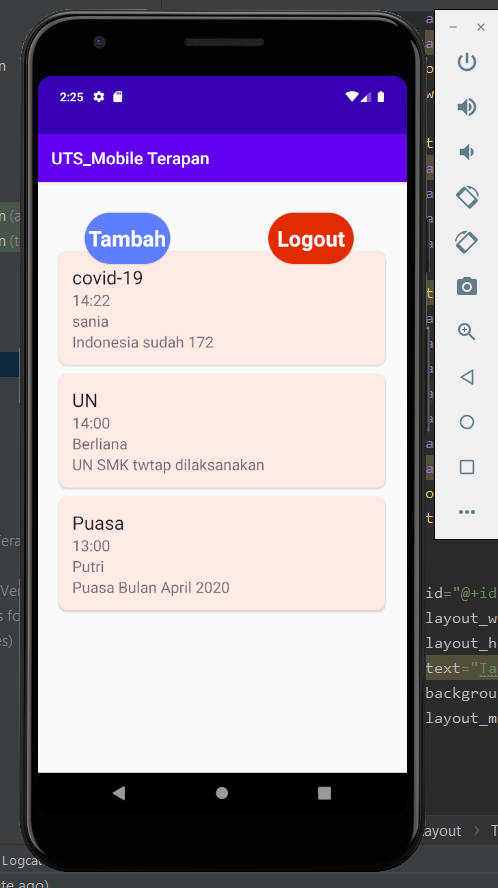 2:25
UTS_Mobile Terapan
Tambah
Logout
covid-19
14:22
sania
Indonesia sudah 172
UN
14:00
Berliana
UN SMK twtap dilaksanakan
Puasa
13:00
Putri
Puasa Bulan April 2020
id="@+id
layout_w
layout_h
text="Ta
backgrou
layout_m
ayout > T
Logca
te ago)